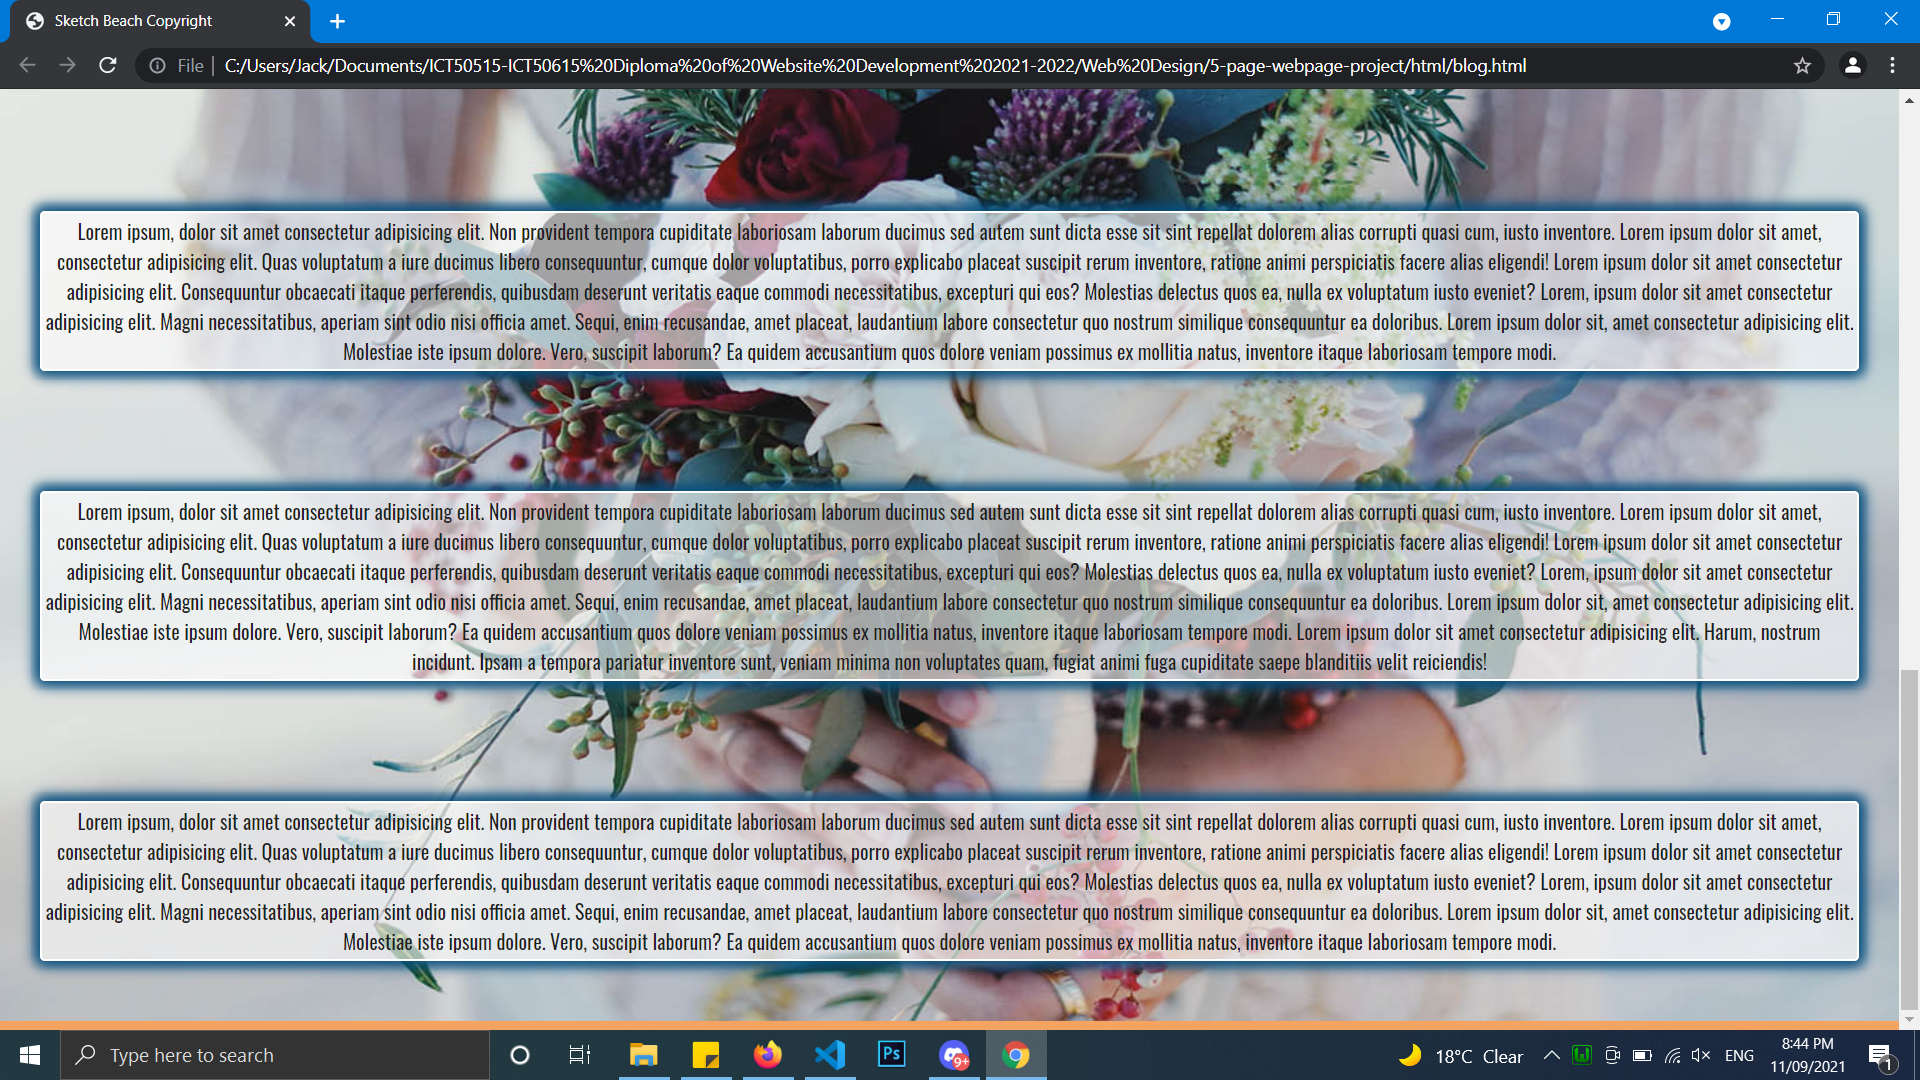 Sketch Beach Copyright
File
C:/Users/Jack/Documents/ICT50515-ICT50615%20Diploma%20of%20Website%20Development%202021-2022/Web%20Design/5-page-webpage-project/html/blog.html
Lorem ipsum, dolor sit amet consectetur adipisicing elit. Non provident tempora cupiditate laboriosam laborum ducimus sed autem sunt dicta esse sit sint repellat dolorem alias corrupti quasi cum, iusto inventore. Lorem ipsum dolor sit amet,
consectetur adipisicing elit. Quas voluptatum a iure ducimus libero consequuntur, cumque dolor voluptatibus, porro explicabo placeat suscipit rerum inventore, ratione animi perspiciatis facere alias eligendi! Lorem ipsum dolor sit amet consectetur
adipisicing elit. Consequuntur obcaecati itaque perferendis, quibusdam deserunt veritatis eaque commodi necessitatibus, excepturi qui eos? Molestias delectus quos ea, nulla ex voluptatum iusto eveniet? Lorem, ipsum dolor sit amet consectetur
adipisicing elit. Magni necessitatibus, aperiam sint odio nisi officia amet. Sequi, enim recusandae, amet placeat, laudantium labore consectetur quo nostrum similique consequuntur ea doloribus. Lorem ipsum dolor sit, amet consectetur adipisicing elit.
Molestiae iste ipsum dolore. Vero, suscipit laborum? Ea quidem accusantium quos dolore veniam possimus ex mollitia natus, inventore itaque laboriosam tempore modi.
Lorem ipsum, dolor sit amet consectetur adipisicing elit. Non provident tempora cupiditate laboriosam laborum ducimus sed autem sunt dicta esse sit sint repellat dolorem alias corrupti quasi cum, iusto inventore. Lorem ipsum dolor sit amet,
consectetur adipisicing elit. Quas voluptatum a iure ducimus libero consequuntur, cumque dolor voluptatibus, porro explicabo placeat suscipit rerum inventore, ratione animi perspiciatis facere alias eligendi! Lorem ipsum dolor sit amet consectetur
adipisicing elit. Consequuntur obcaecati itaque perferendis, quibusdam deserunt veritatis eaque commodi necessitatibus, excepturi qui eos? Molestias delectus quos ea, nulla ex voluptatum iusto eveniet? Lorem, ipsum dolor sit amet consectetur
adipisicing elit. Magni necessitatibus, aperiam sint odio nisi officia amet. Sequi, enim recusandae, amet placeat, laudantium labore consectetur quo nostrum similique consequuntur ea doloribus. Lorem ipsum dolor sit, amet consectetur adipisicing elit.
Molestiae iste ipsum dolore. Vero, suscipit laborum? Ea quidem accusantium quos dolore veniam possimus ex mollitia natus, inventore itaque laboriosam tempore modi. Lorem ipsum dolor sit amet consectetur adipisicing elit. Harum, nostrum
incidunt. Ipsam a tempora pariatur inventore sunt, veniam minima non voluptates quam, fugiat animi fuga cupiditate saepe blanditiis velit reiciendis!
Lorem ipsum, dolor sit amet consectetur adipisicing elit. Non provident tempora cupiditate laboriosam laborum ducimus sed autem sunt dicta esse sit sint repellat dolorem alias corrupti quasi cum, iusto inventore. Lorem ipsum dolor sit amet,
consectetur adipisicing elit. Quas voluptatum a iure ducimus libero consequuntur, cumque dolor voluptatibus, porro explicabo placeat suscipit rerum inventore, ratione animi perspiciatis facere alias eligendi! Lorem ipsum dolor sit amet consectetur
adipisicing elit. Consequuntur obcaecati itaque perferendis, quibusdam deserunt veritatis eaque commodi necessitatibus, excepturi qui eos? Molestias delectus quos ea, nulla ex voluptatum iusto eveniet? Lorem, ipsum dolor sit amet consectetur
adipisicing elit. Magni necessitatibus, aperiam sint odio nisi officia amet. Sequi, enim recusandae, amet placeat, laudantium labore consectetur quo nostrum similique consequuntur ea doloribus. Lorem ipsum dolor sit, amet consectetur adipisicing elit.
Molestiae iste ipsum dolore. Vero, suscipit laborum? Ea quidem accusantium quos dolore veniam possimus ex mollitia natus, inventore itaque laboriosam tempore modi.
Type here to search
Ps
9+
18°C Clear
ENG
8:44 PM
11/09/2021
1